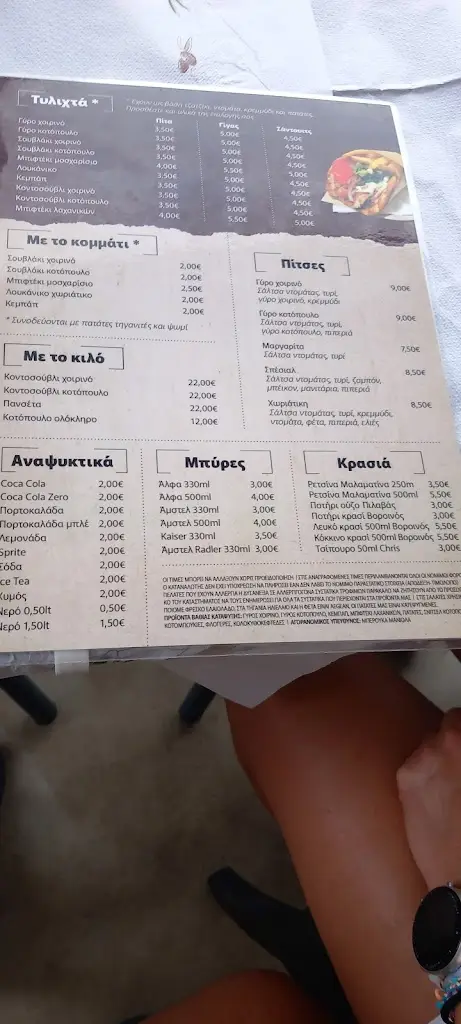 Τυλιχτά *
* Έχουν μη βάση τζατζίκι, ντομάτα, κρεμμύδι και πατάτες.
Πίτα Γίγας Σάντουιτς
Γύρο χοιρινό 3,50€ 5,00€ 4,50€
Γύρο κοτόπουλο 3,50€ 5,00€ 4,50€
Σουβλάκι χοιρινό 3,50€ 5,00€ 4,50€
Σουβλάκι κοτόπουλο 3,50€ 5,00€ 4,50€
Μπιφτέκι μοσχαρίσιο 4,00€ 5,50€
Λουκάνικο 3,50€ 5,00€ 4,50€
Κεμπάπ 3,50€ 5,00€ 4,50€
Κοντοσούβλι χοιρινό 3,50€ 5,00€ 4,50€
Κοντοσούβλι κοτόπουλο 3,50€ 5,00€ 4,50€
Μπιφτέκι λαχανικών 4,00€ 5,50€ 5,00€
Με το κομμάτι *
Σουβλάκι χοιρινό 2,00€
Σουβλάκι κοτόπουλο 2,00€
Μπιφτέκι μοσχαρίσιο 2,50€
Λουκάνικο χωριάτικο 2,00€
Κεμπάπ 2,00€
* Συνοδεύονται με πατάτες τηγανιτές και ψωμί
Με το κιλό
Κοντοσούβλι χοιρινό 22,00€
Κοντοσούβλι κοτόπουλο 22,00€
Πανσέτα 22,00€
Κοτόπουλο ολόκληρο 12,00€
Πίτσες
Γύρο χοιρινό 9,00€
Σάλτσα ντομάτας, τυρί,
γύρο χοιρινό, κρεμμύδι
Γύρο κοτόπουλο 9,00€
Σάλτσα ντομάτας, τυρί,
γύρο κοτόπουλο, πιπεριά
Μαργαρίτα 7,50€
Σάλτσα ντομάτας, τυρί
Σπέσιαλ 8,50€
Σάλτσα ντομάτας, τυρί, ζαμπόν,
μπέικον, μανιτάρια, πιπεριά
Χωριάτικη 8,50€
Σάλτσα ντομάτας, τυρί, κρεμμύδι,
ντομάτα, φέτα, πιπεριά, ελιές
Αναψυκτικά
Coca Cola 2,00€
Coca Cola Zero 2,00€
Πορτοκαλάδα 2,00€
Πορτοκαλάδα μπλέ 2,00€
Λεμονάδα 2,00€
Sprite 2,00€
Σόδα 2,00€
Ice Tea 2,00€
Χυμός 2,00€
Νερό 0,50lt 0,50€
Νερό 1,50lt 1,50€
Μπύρες
Άλφα 330ml 3,00€
Άλφα 500ml 4,00€
Άμστελ 330ml 3,00€
Άμστελ 500ml 4,00€
Kaiser 330ml 3,50€
Άμστελ Radler 330ml 3,00€
Κρασιά
Ρετσίνα Μαλαματίνα 250m 3,50€
Ρετσίνα Μαλαματίνα 500ml 5,50€
Ποτήρι ούζο Πιλαβάς 3,00€
Ποτήρι κρασί Βοροινός 3,00€
Λευκό κρασί 500ml Βοροινός 5,50€
Κόκκινο κρασί 500ml Βοροινός 5,50€
Τσίπουρο 50ml Chris 3,00€